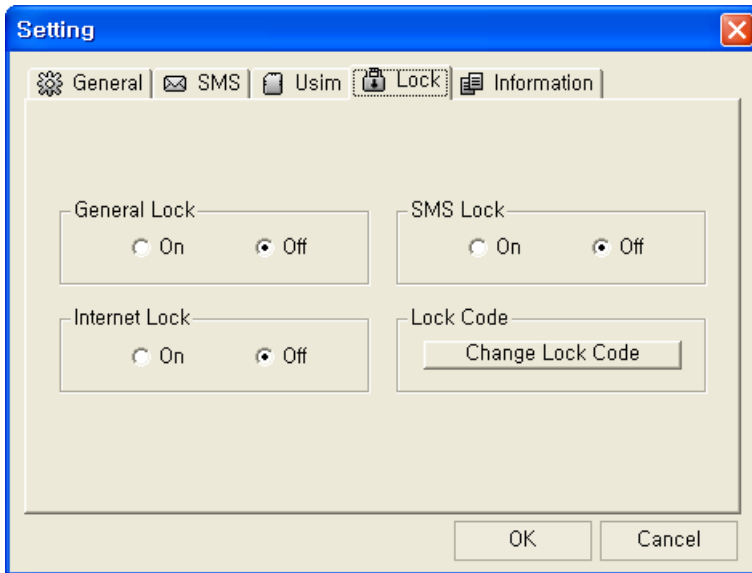 Setting
General SMS Usim Lock Information
General Lock SMS Lock
On Off On Off
Internet Lock Lock Code
On Off Change Lock Code
OK Cancel